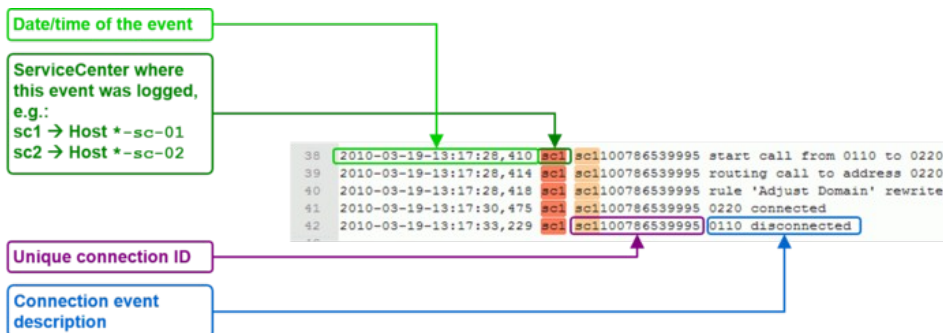 Date/time of the event
ServiceCenter where
this event was logged,
e.g.:
sc1 → Host *-sc-01
sc2 → Host *-sc-02
38 2010-03-19-13:17:28,410 sc1 sc1100786539995 start call from 0110 to 0220
39 2010-03-19-13:17:28,414 sc1 sc1100786539995 routing call to address 0220
40 2010-03-19-13:17:28,418 sc1 sc1100786539995 rule 'Adjust Domain' rewrite
41 2010-03-19-13:17:30,475 sc1 sc1100786539995 0220 connected
42 2010-03-19-13:17:33,229 sc1 sc1100786539995 0110 disconnected
Unique connection ID
Connection event
description